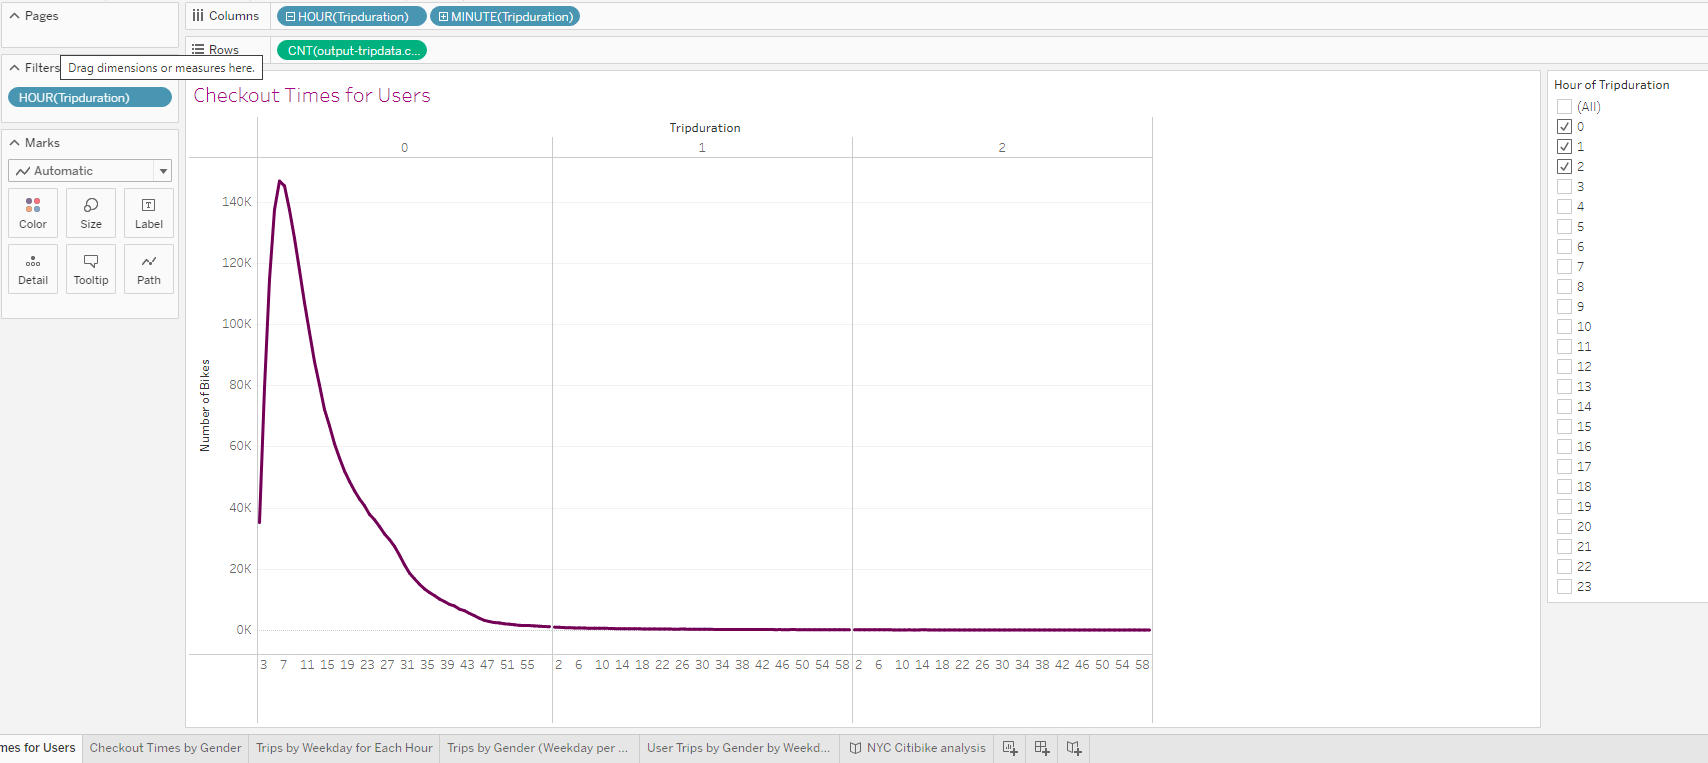 Pages
Columns
HOUR(Tripduration)
MINUTE(Tripduration)
Rows
CNT(output-tripdata.c...
Filters
Drag dimensions or measures here.
HOUR(Tripduration)
Marks
Automatic
Color
Size
Label
Detail
Tooltip
Path
Checkout Times for Users
Tripduration
0
1
2
Number of Bikes
140K
120K
100K
80K
60K
40K
20K
0K
3 7 11 15 19 23 27 31 35 39 43 47 51 55
2 6 10 14 18 22 26 30 34 38 42 46 50 54 58
2 6 10 14 18 22 26 30 34 38 42 46 50 54 58
Hour of Tripduration
(All)
0
1
2
3
4
5
6
7
8
9
10
11
12
13
14
15
16
17
18
19
20
21
22
23
mes for Users
Checkout Times by Gender
Trips by Weekday for Each Hour
Trips by Gender (Weekday per ...
User Trips by Gender by Weekd...
NYC Citibike analysis